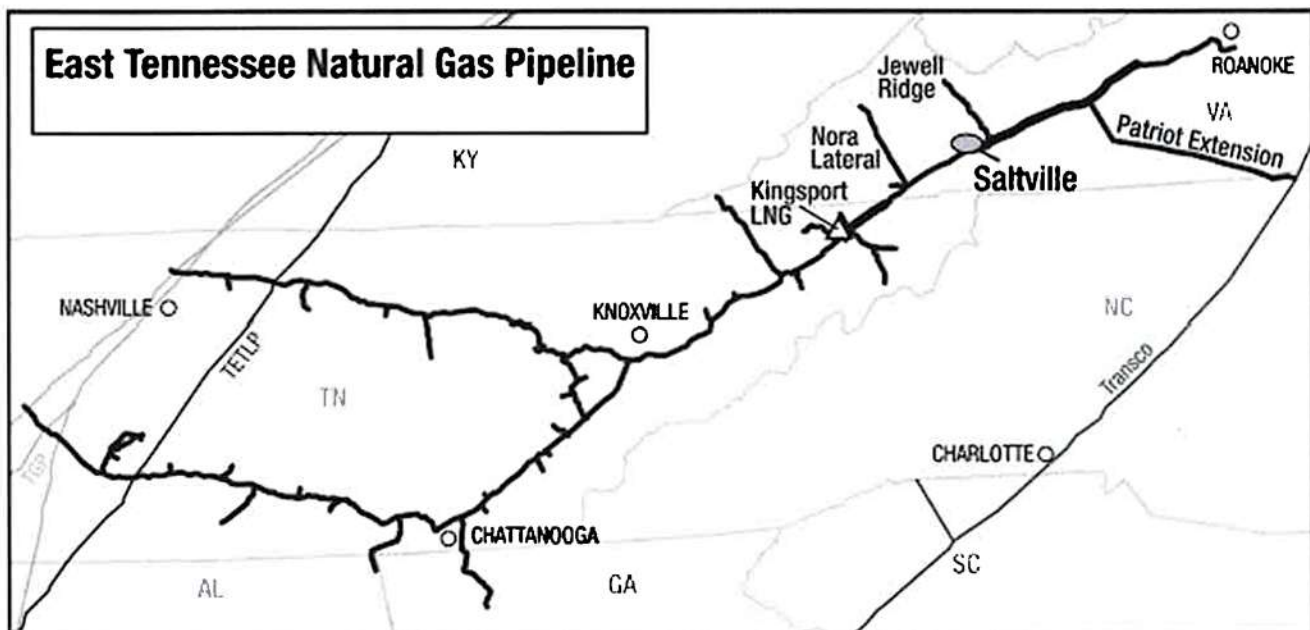 East Tennessee Natural Gas Pipeline
ROANOKE
Jewell
Ridge
VA
Nora
Lateral
Patriot Extension
KY
Saltville
Kingsport
LNG
NASHVILLE
KNOXVILLE
NC
TETLP
Transco
TN
CHARLOTTE
TGP
CHATTANOOGA
SC
AL
GA